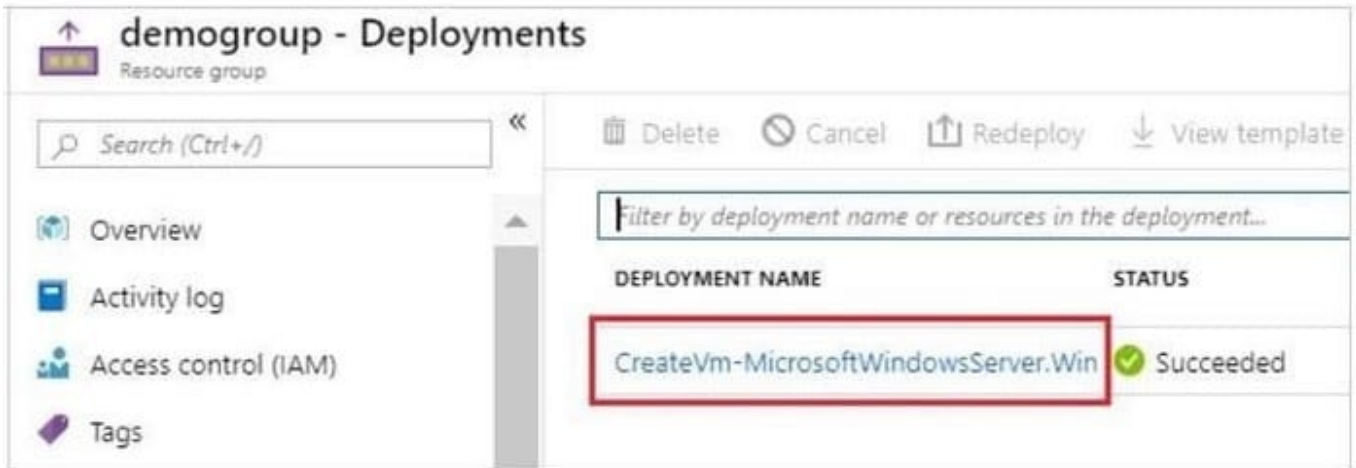 demogroup - Deployments
Resource group
Search (Ctrl+/)
«
Delete Cancel Redeploy View template
Overview
Activity log
Access control (IAM)
Tags
Filter by deployment name or resources in the deployment...
DEPLOYMENT NAME STATUS
CreateVm-MicrosoftWindowsServer.Win Succeeded